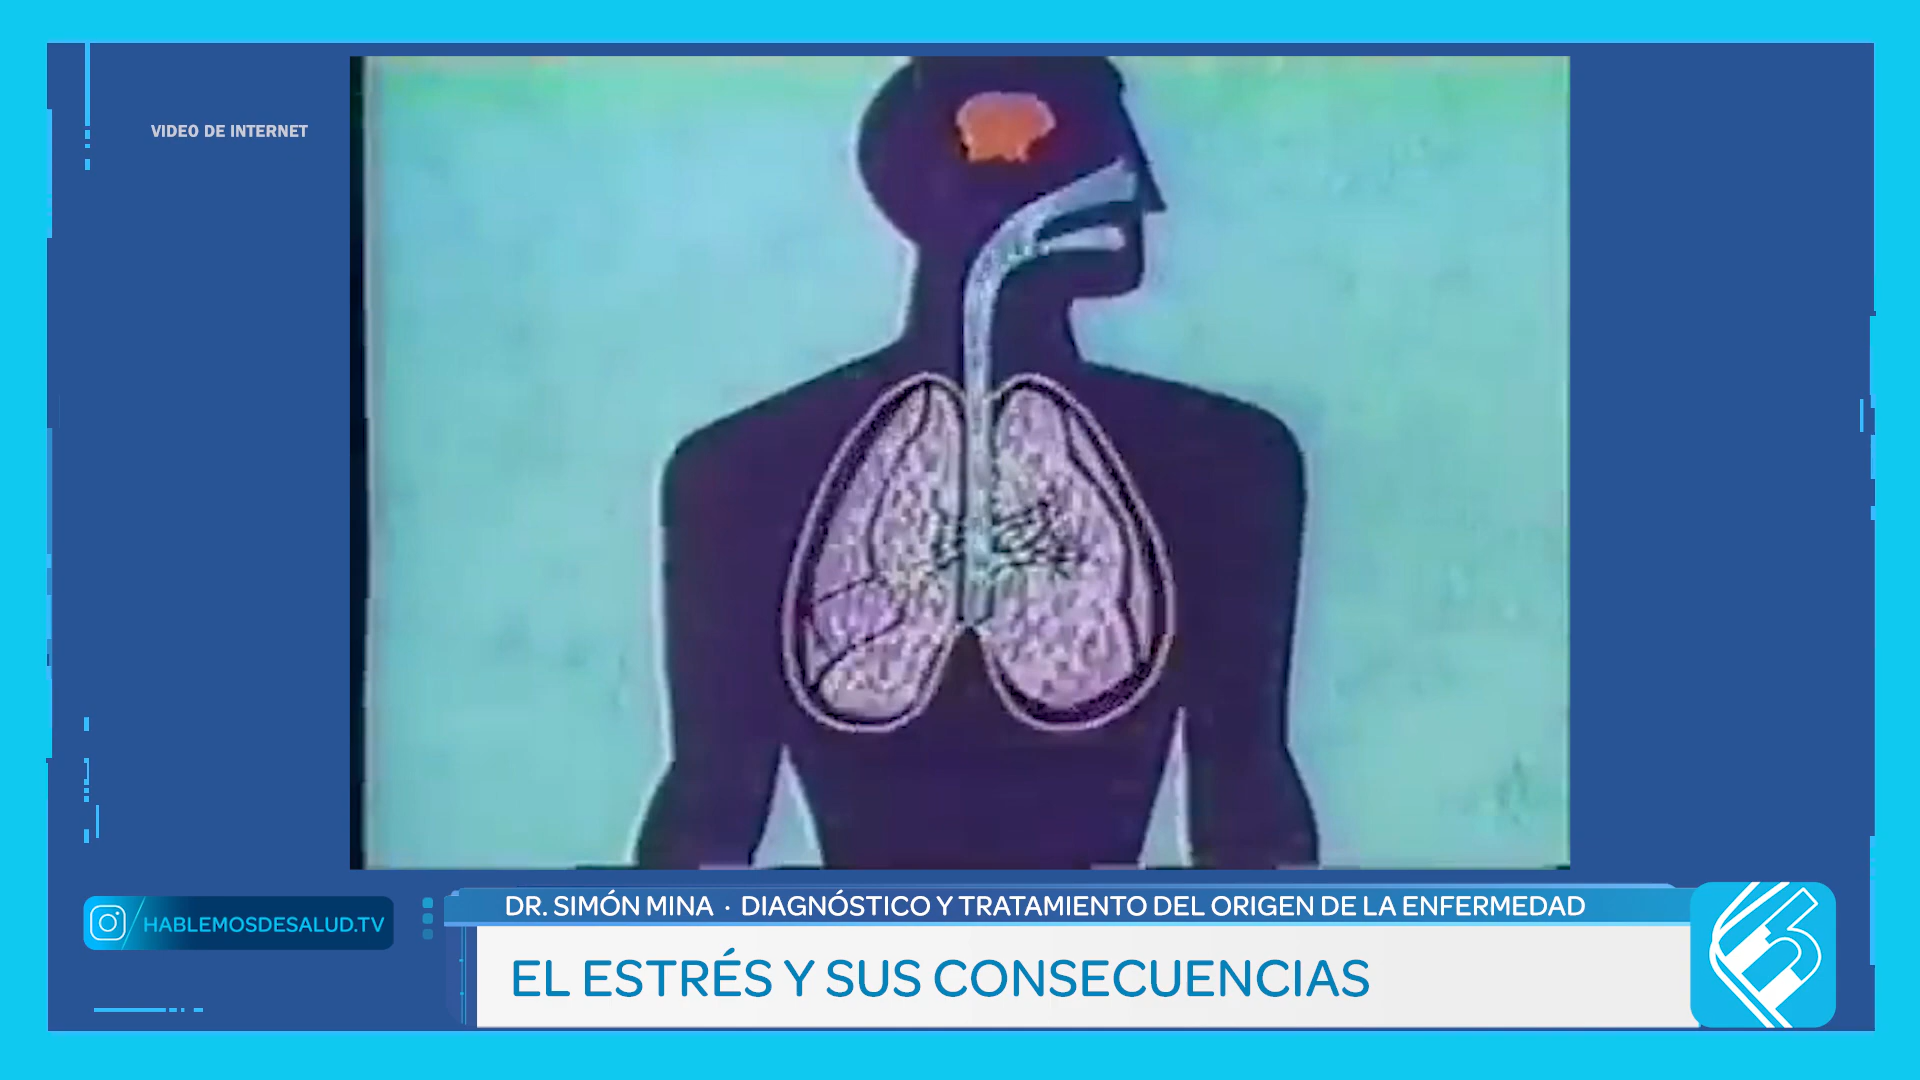 VIDEO DE INTERNET
HABLEMOSDESALUD.TV
DR. SIMÓN MINA · DIAGNÓSTICO Y TRATAMIENTO DEL ORIGEN DE LA ENFERMEDAD
EL ESTRÉS Y SUS CONSECUENCIAS